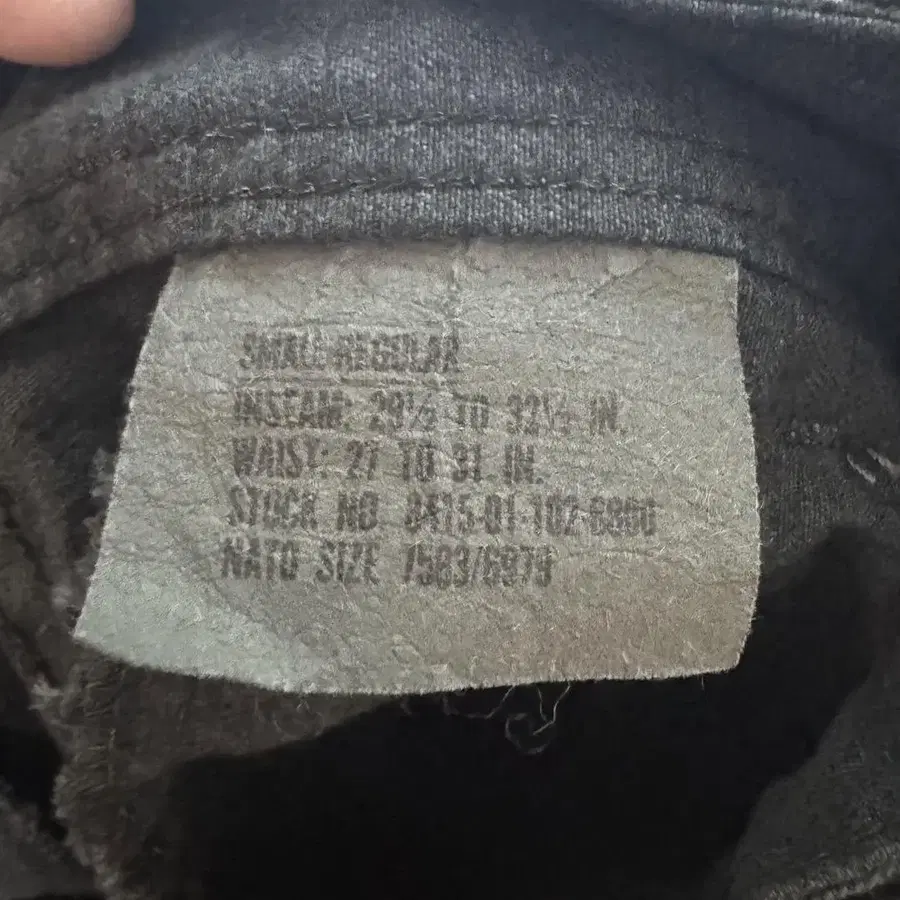 SMALL-REGULAR
INSEAM: 29½ TO 32½ IN.
WAIST: 27 TO 31 IN.
STOCK NO. 8415-01-102-6800
NATO SIZE 7583/6979